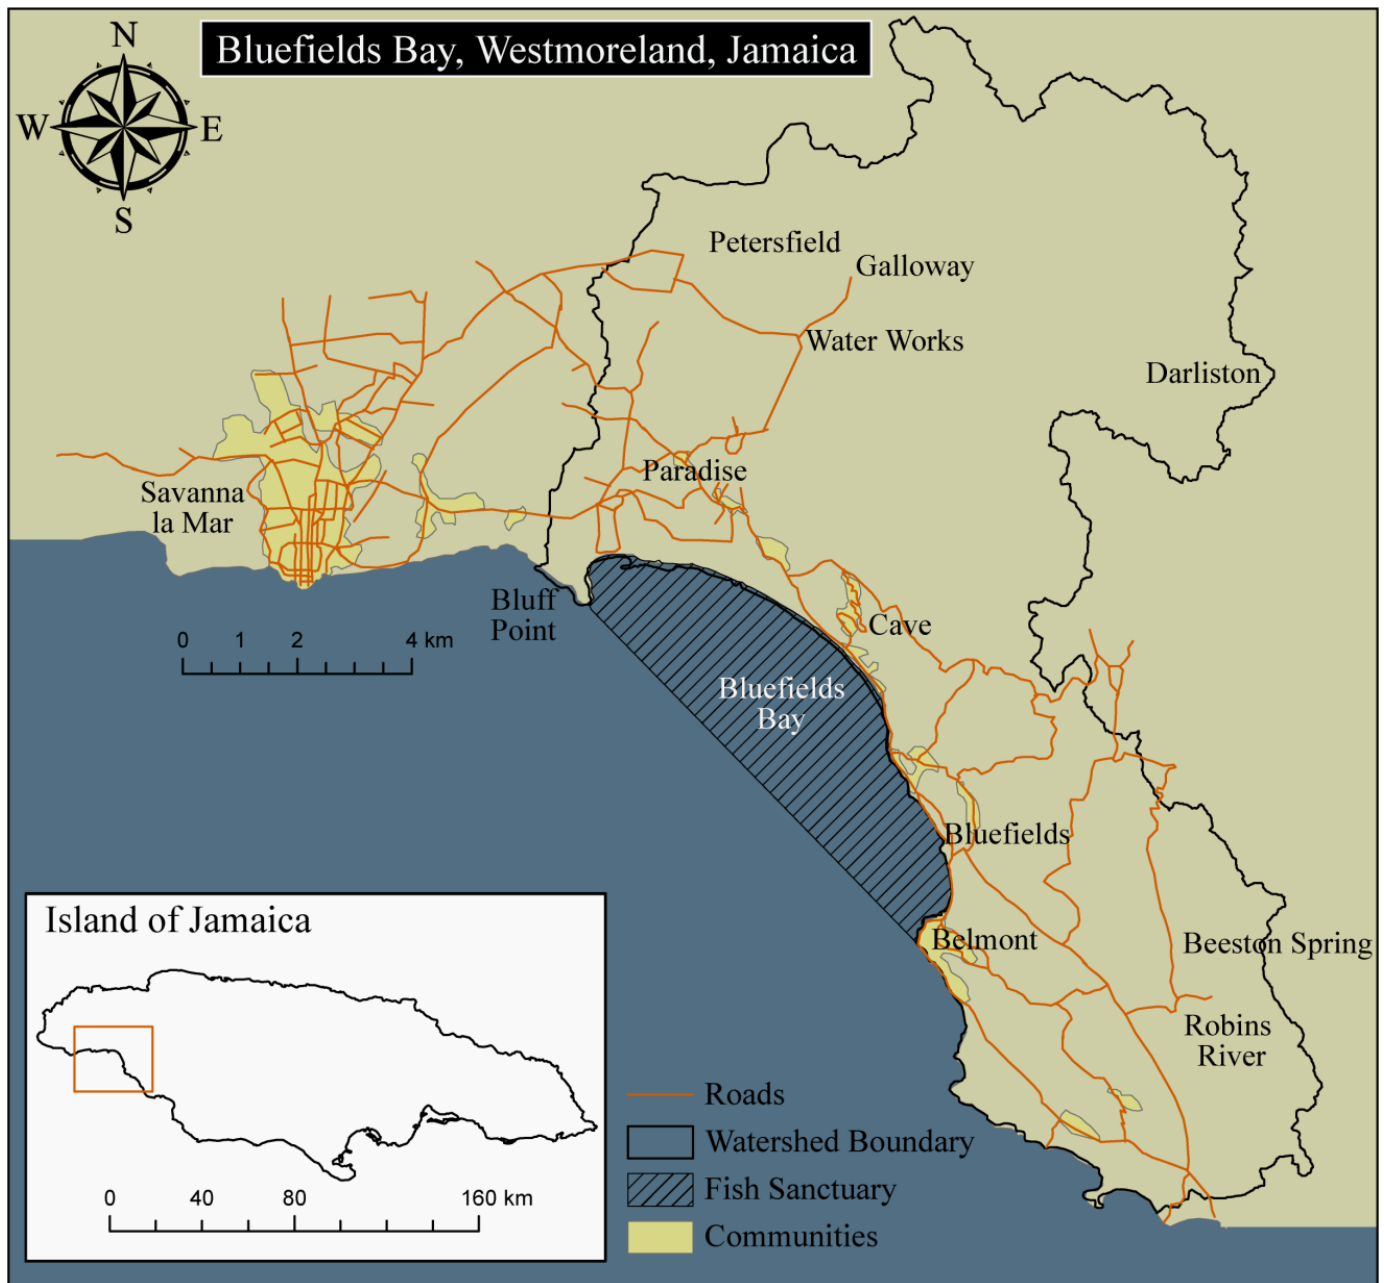 N
Bluefields Bay, Westmoreland, Jamaica
W
E
S
Petersfield
Galloway
Water Works
Darliston
Paradise
Savanna
la Mar
Bluff
Point
Cave
0 1 2 4 km
Bluefields
Bay
Bluefields
Belmont
Beeston Spring
Robins
River
Island of Jamaica
0 40 80 160 km
Roads
Watershed Boundary
Fish Sanctuary
Communities